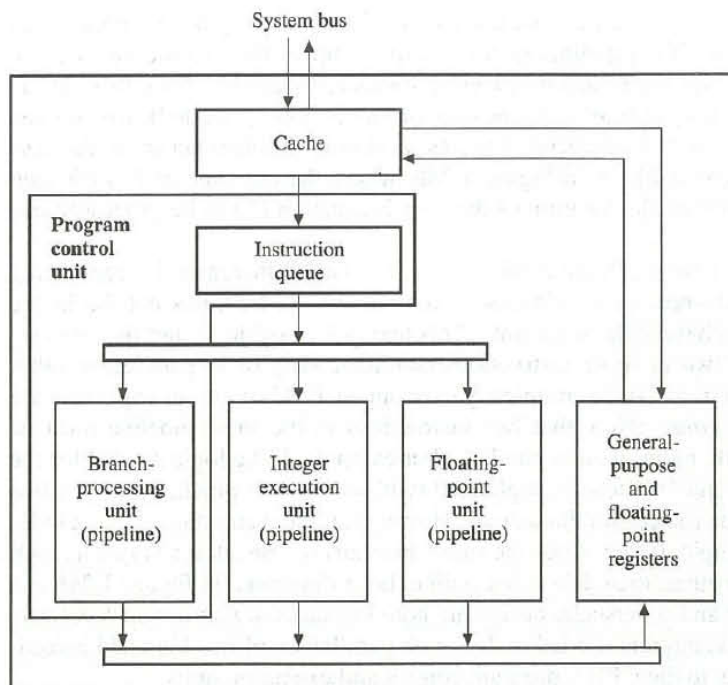 System bus
Cache
Program
control
unit
Instruction
queue
Branch-
processing
unit
(pipeline)
Integer
execution
unit
(pipeline)
Floating-
point
unit
(pipeline)
General-
purpose
and
floating-
point
registers